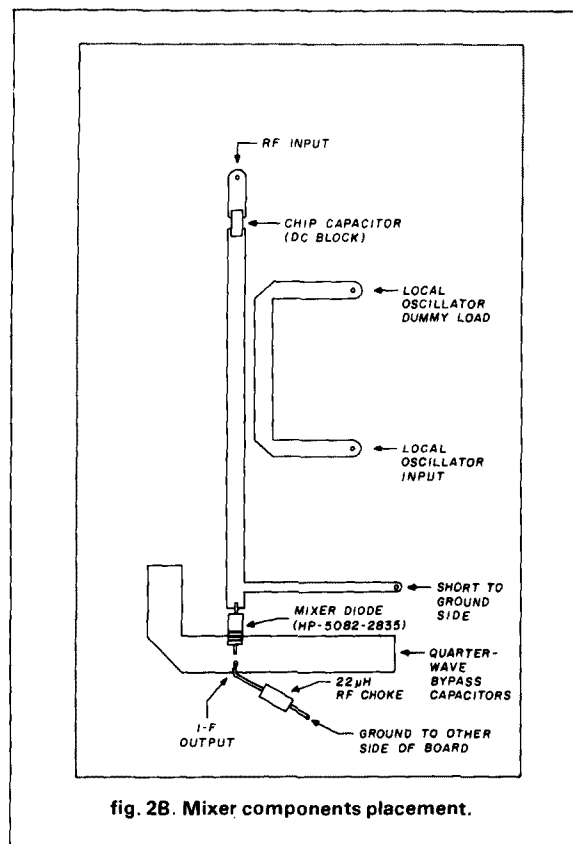 RF INPUT
CHIP CAPACITOR
(DC BLOCK)
LOCAL
OSCILLATOR
DUMMY LOAD
LOCAL
OSCILLATOR
INPUT
SHORT TO
GROUND
SIDE
MIXER DIODE
(HP-5082-2835)
QUARTER-
WAVE
BYPASS
CAPACITORS
22µH
RF CHOKE
I-F
OUTPUT
GROUND TO OTHER
SIDE OF BOARD
fig. 2B. Mixer components placement.